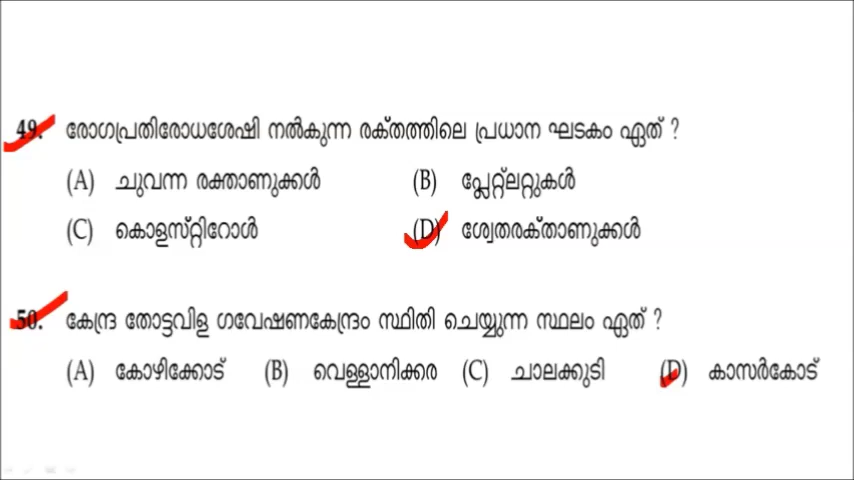 49. രോഗപ്രതിരോധശേഷി നൽകുന്ന രക്തത്തിലെ പ്രധാന ഘടകം ഏത് ?
(A) ചുവന്ന രക്താണുക്കൾ (B) പ്ലേറ്റ്ലറ്റുകൾ
(C) കൊളസ്റ്റിറോൾ (D) ശ്വേതരക്താണുക്കൾ
50. കേന്ദ്ര തോട്ടവിള ഗവേഷണകേന്ദ്രം സ്ഥിതി ചെയ്യുന്ന സ്ഥലം ഏത് ?
(A) കോഴിക്കോട് (B) വെള്ളാനിക്കര (C) ചാലക്കുടി (D) കാസർകോട്